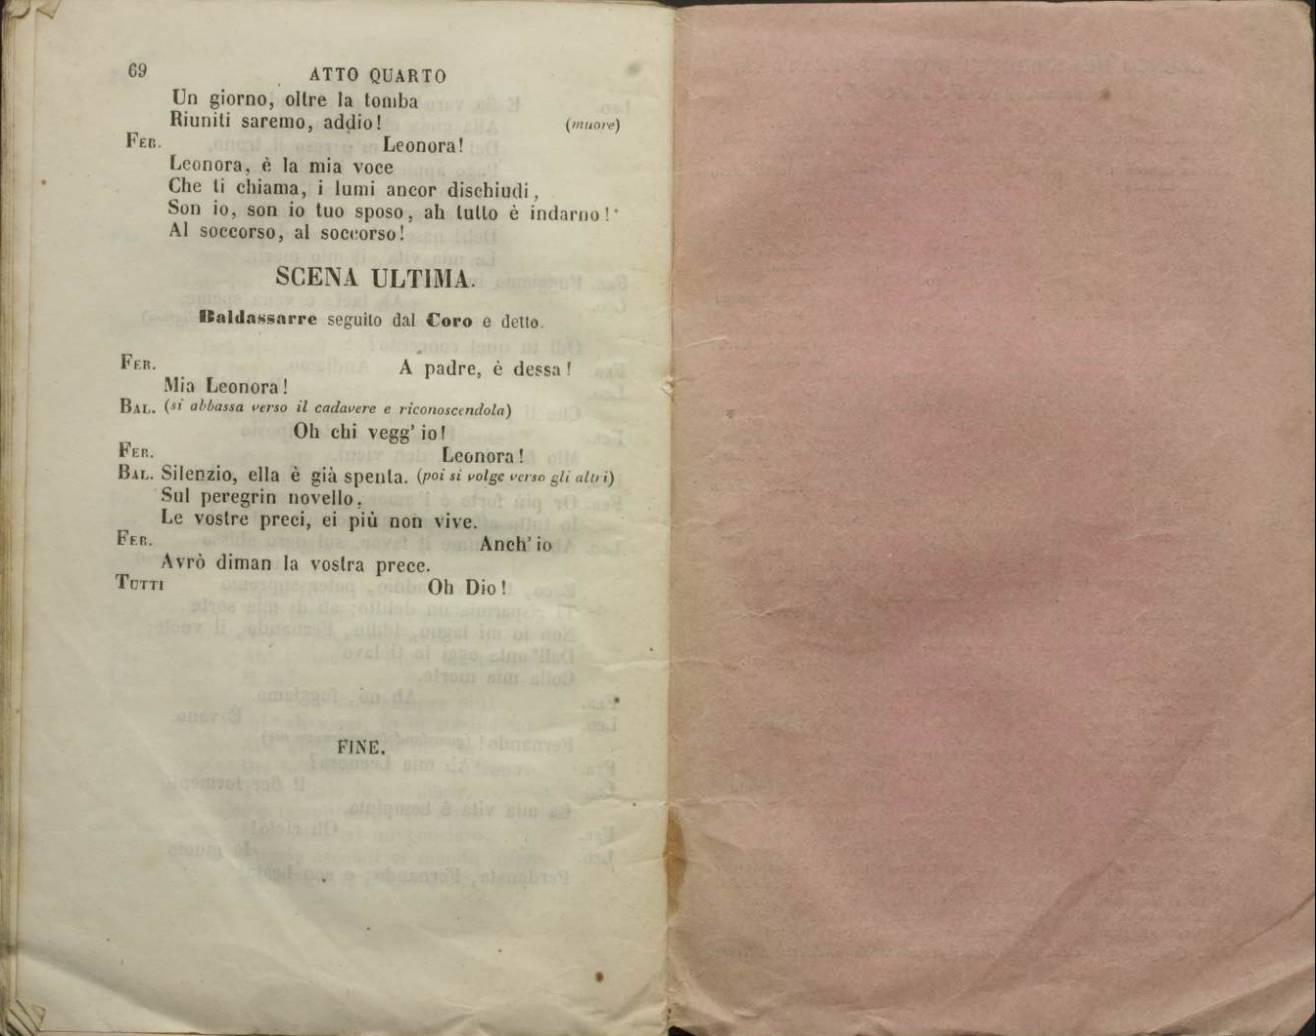 69
ATTO QUARTO
Un giorno, oltre la tomba
Riuniti saremo, addio! (muore)
FER. Leonora!
Leonora, è la mia voce
Che ti chiama, i lumi ancor dischiudi,
Son io, son io tuo sposo, ah tutto è indarno!
Al soccorso, al soccorso!
SCENA ULTIMA.
Baldassarre seguito dal Coro e detto.
FER. A padre, è dessa!
Mia Leonora!
BAL. (si abbassa verso il cadavere e riconoscendola)
Oh chi vegg' io!
FER. Leonora!
BAL. Silenzio, ella è già spenta. (poi si volge verso gli altri)
Sul peregrin novello,
Le vostre preci, ei più non vive.
FER. Anch' io
Avrò diman la vostra prece.
TUTTI Oh Dio!
FINE.